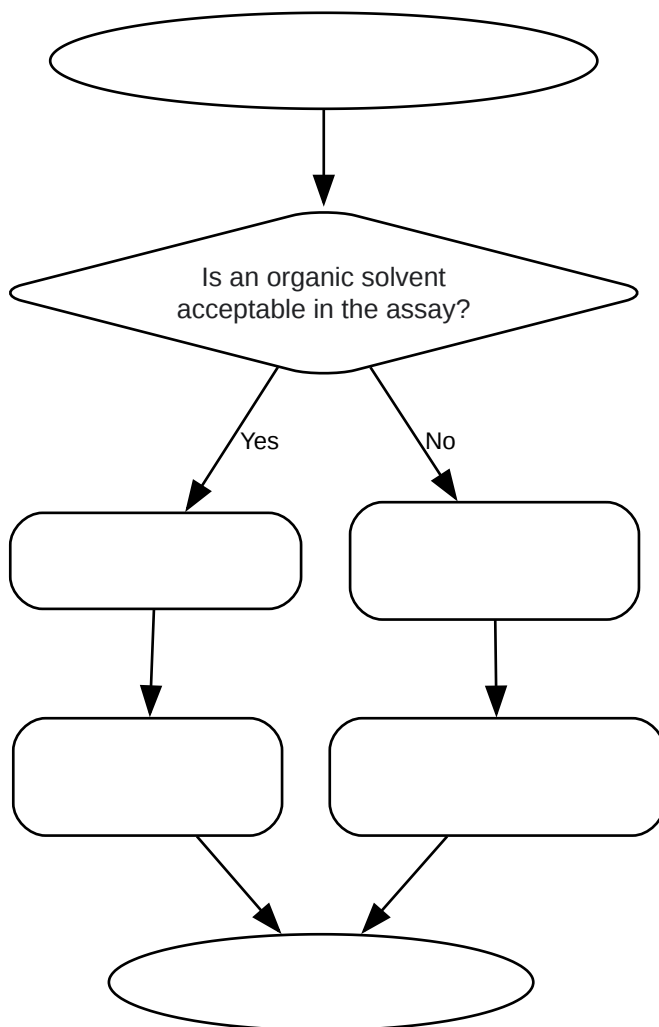 Is an organic solvent
acceptable in the assay?
Yes
No